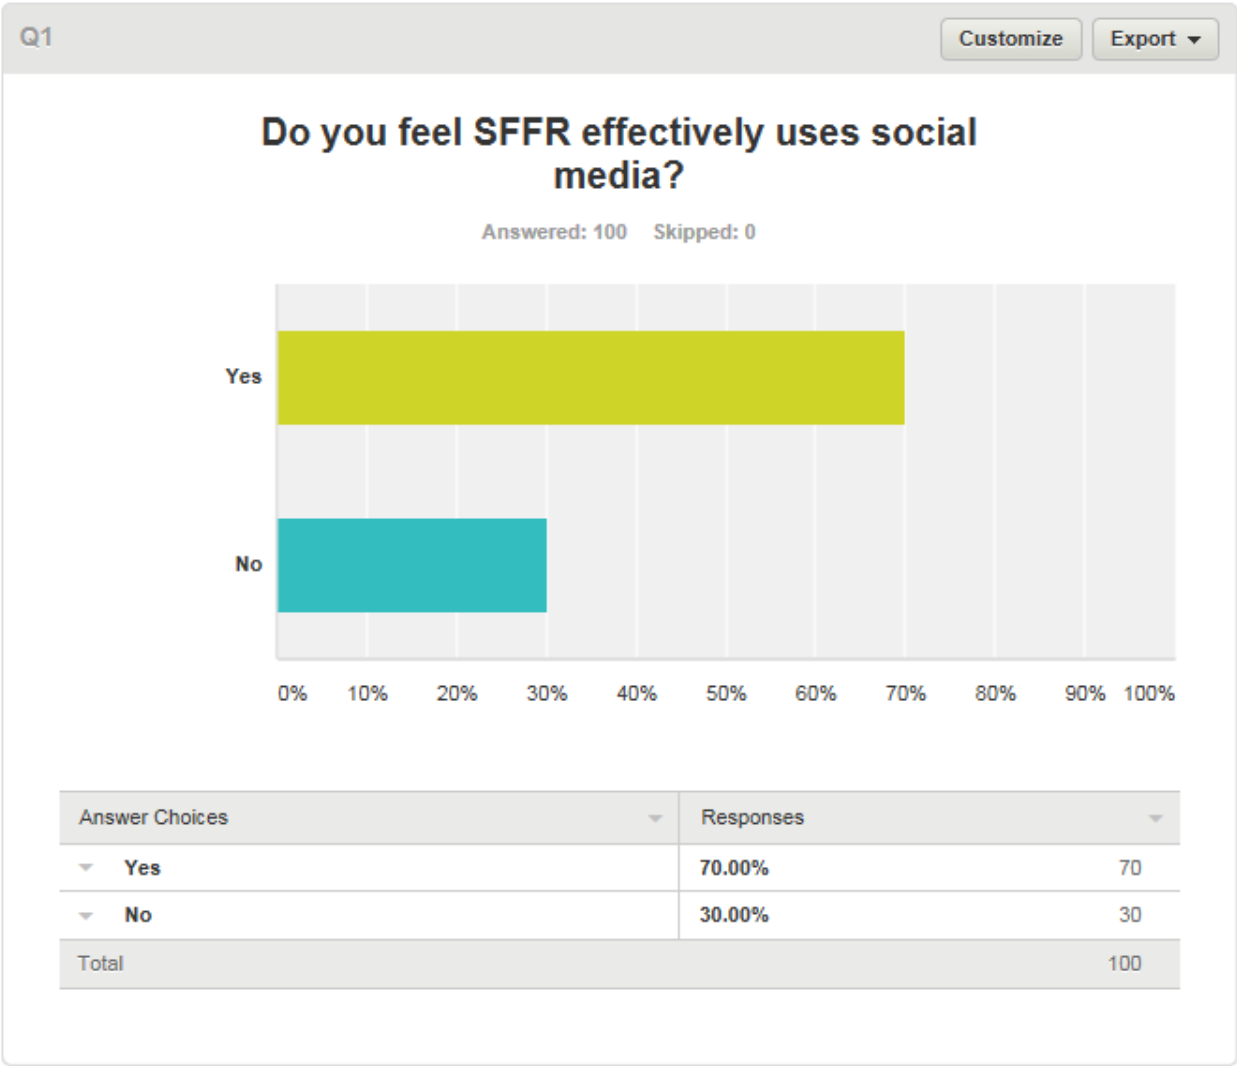 Q1 Customize Export
Do you feel SFFR effectively uses social
media?
Answered: 100 Skipped: 0
Yes
No
0% 10% 20% 30% 40% 50% 60% 70% 80% 90% 100%
Answer Choices Responses
Yes 70.00% 70
No 30.00% 30
Total 100